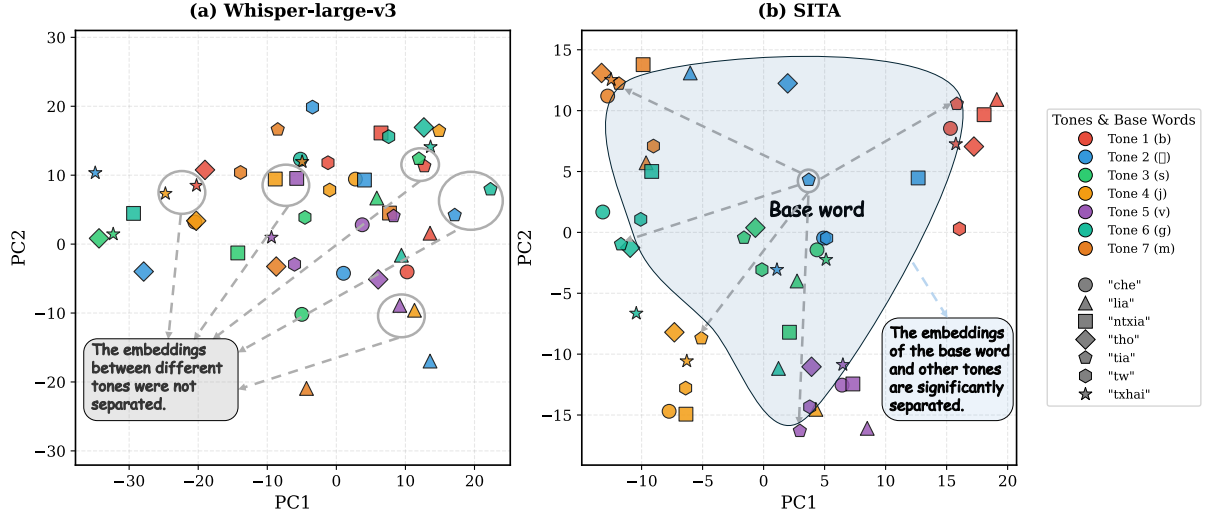 (a) Whisper-large-v3
30
20
10
0
−10
−20
−30
PC2
−30
−20
−10
0
10
20
PC1
The embeddings
between different
tones were not
separated.
(b) SITA
15
10
5
0
−5
−10
−15
PC2
−10
−5
0
5
10
15
20
PC1
Base word
The embeddings
of the base word
and other tones
are significantly
separated.
Tones & Base Words
Tone 1 (b)
Tone 2 (▯)
Tone 3 (s)
Tone 4 (j)
Tone 5 (v)
Tone 6 (g)
Tone 7 (m)
"che"
"lia"
"ntxia"
"tho"
"tia"
"tw"
"txhai"